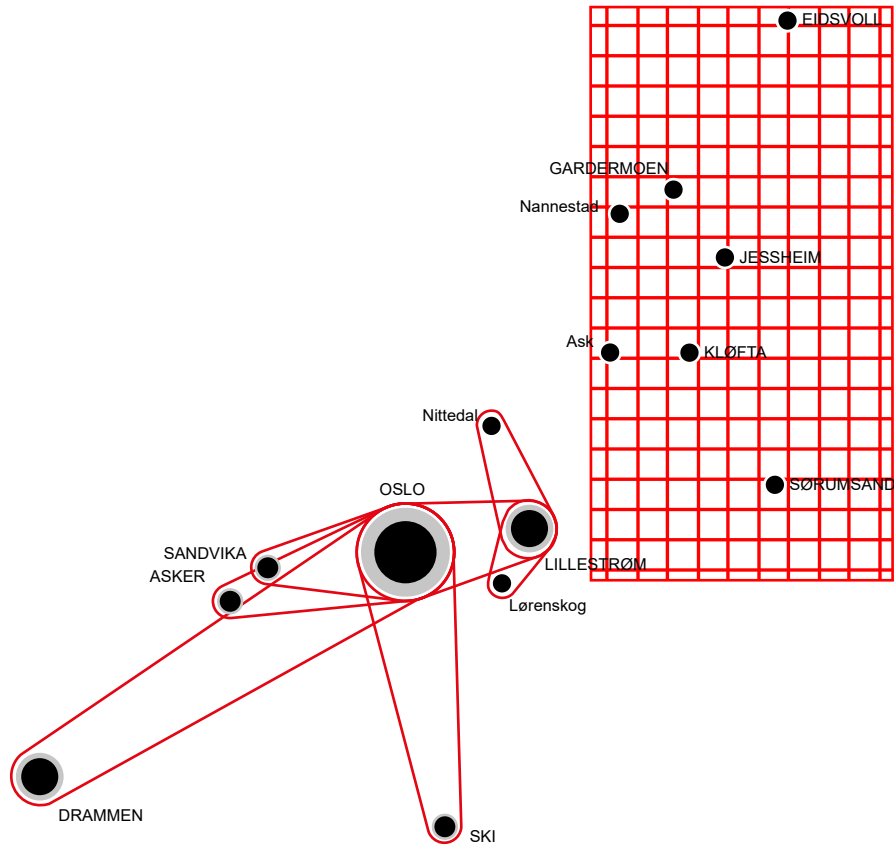 EIDSVOLL
GARDERMOEN
Nannestad
JESSHEIM
Ask
KLØFTA
Nittedal
SØRUMSAND
OSLO
SANDVIKA
LILLESTRØM
ASKER
Lørenskog
DRAMMEN
SKI